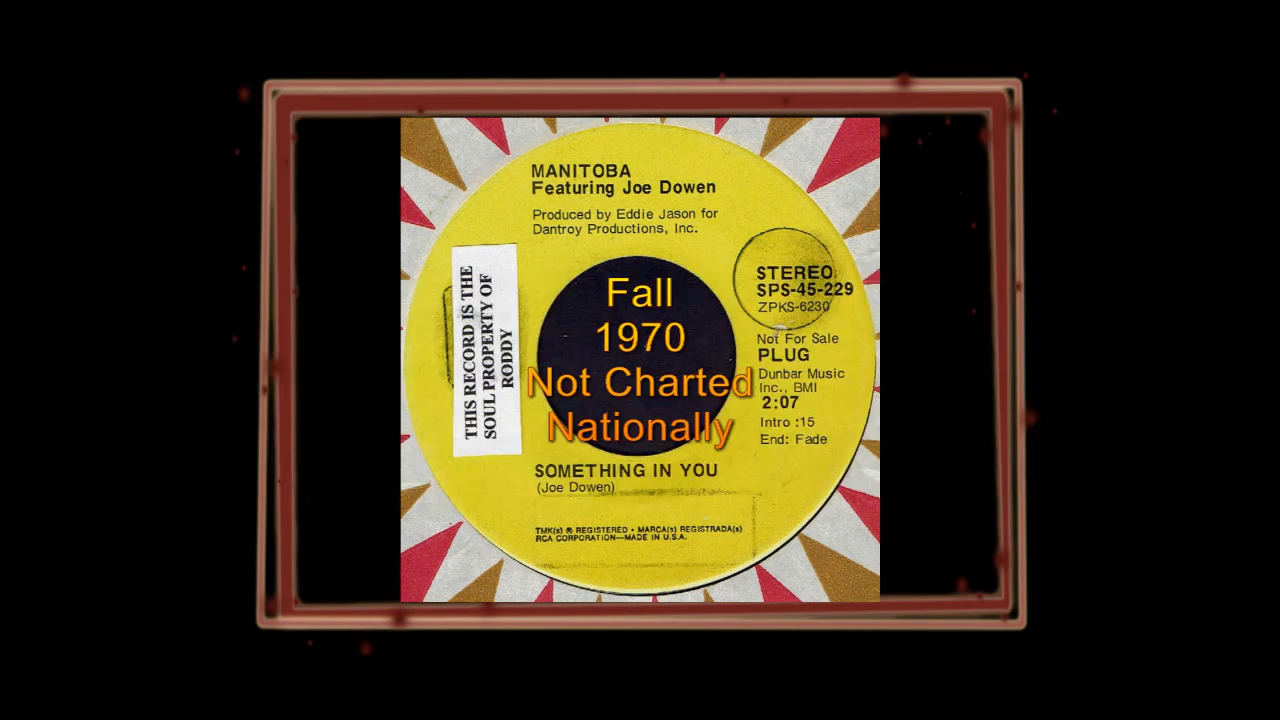 MANITOBA
Featuring Joe Dowen
Produced by Eddie Jason for
Dantroy Productions, Inc.
THIS RECORD IS THE
SOUL PROPERTY OF
RODDY
STEREO
SPS-45-229
ZPKS-6230
Not For Sale
PLUG
Dunbar Music
Inc., BMI
2:07
Intro :15
End: Fade
Fall
1970
Not Charted
Nationally
SOMETHING IN YOU
(Joe Dowen)
TMK(s) ® REGISTERED • MARCA(s) REGISTRADA(s)
RCA CORPORATION—MADE IN U.S.A.